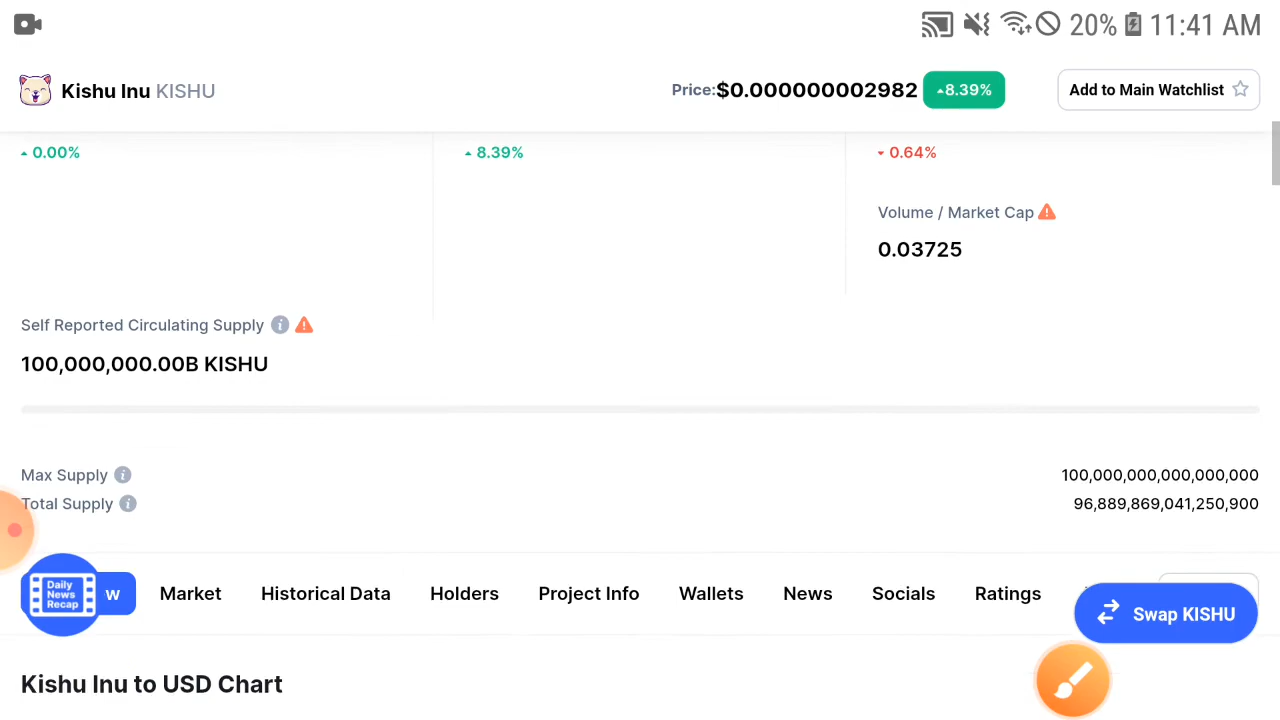 20% 11:41 AM
Kishu Inu KISHU Price:$0.000000002982 8.39% Add to Main Watchlist
0.00% 8.39% 0.64%
Volume / Market Cap
0.03725
Self Reported Circulating Supply
100,000,000.00B KISHU
Max Supply 100,000,000,000,000,000
Total Supply 96,889,869,041,250,900
Daily
News
Recap
w Market Historical Data Holders Project Info Wallets News Socials Ratings
Swap KISHU
Kishu Inu to USD Chart